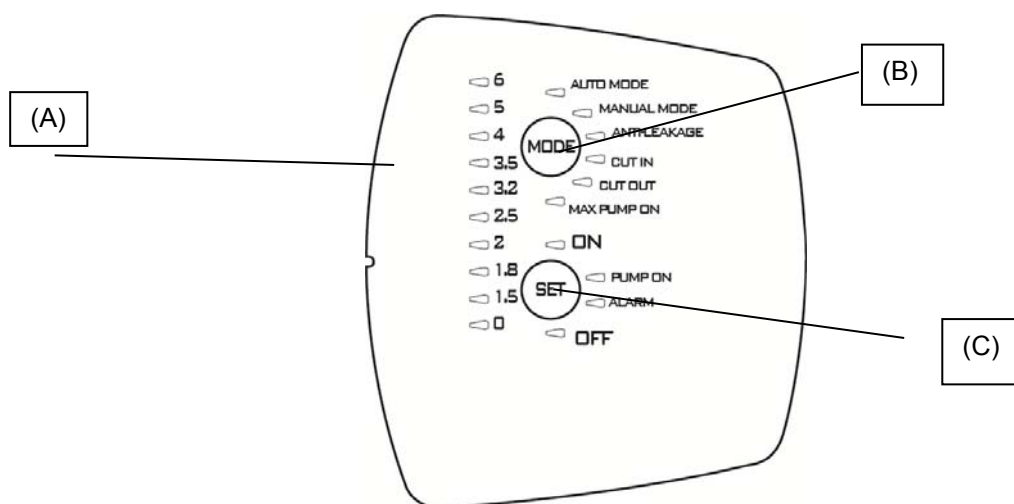 (A)
(B)
(C)
6
5
4
3.5
3.2
2.5
2
1.8
1.5
0
AUTO MODE
MANUAL MODE
ANTI-LEAKAGE
MODE
CUT IN
CUT OUT
MAX PUMP ON
ON
PUMP ON
SET
ALARM
OFF